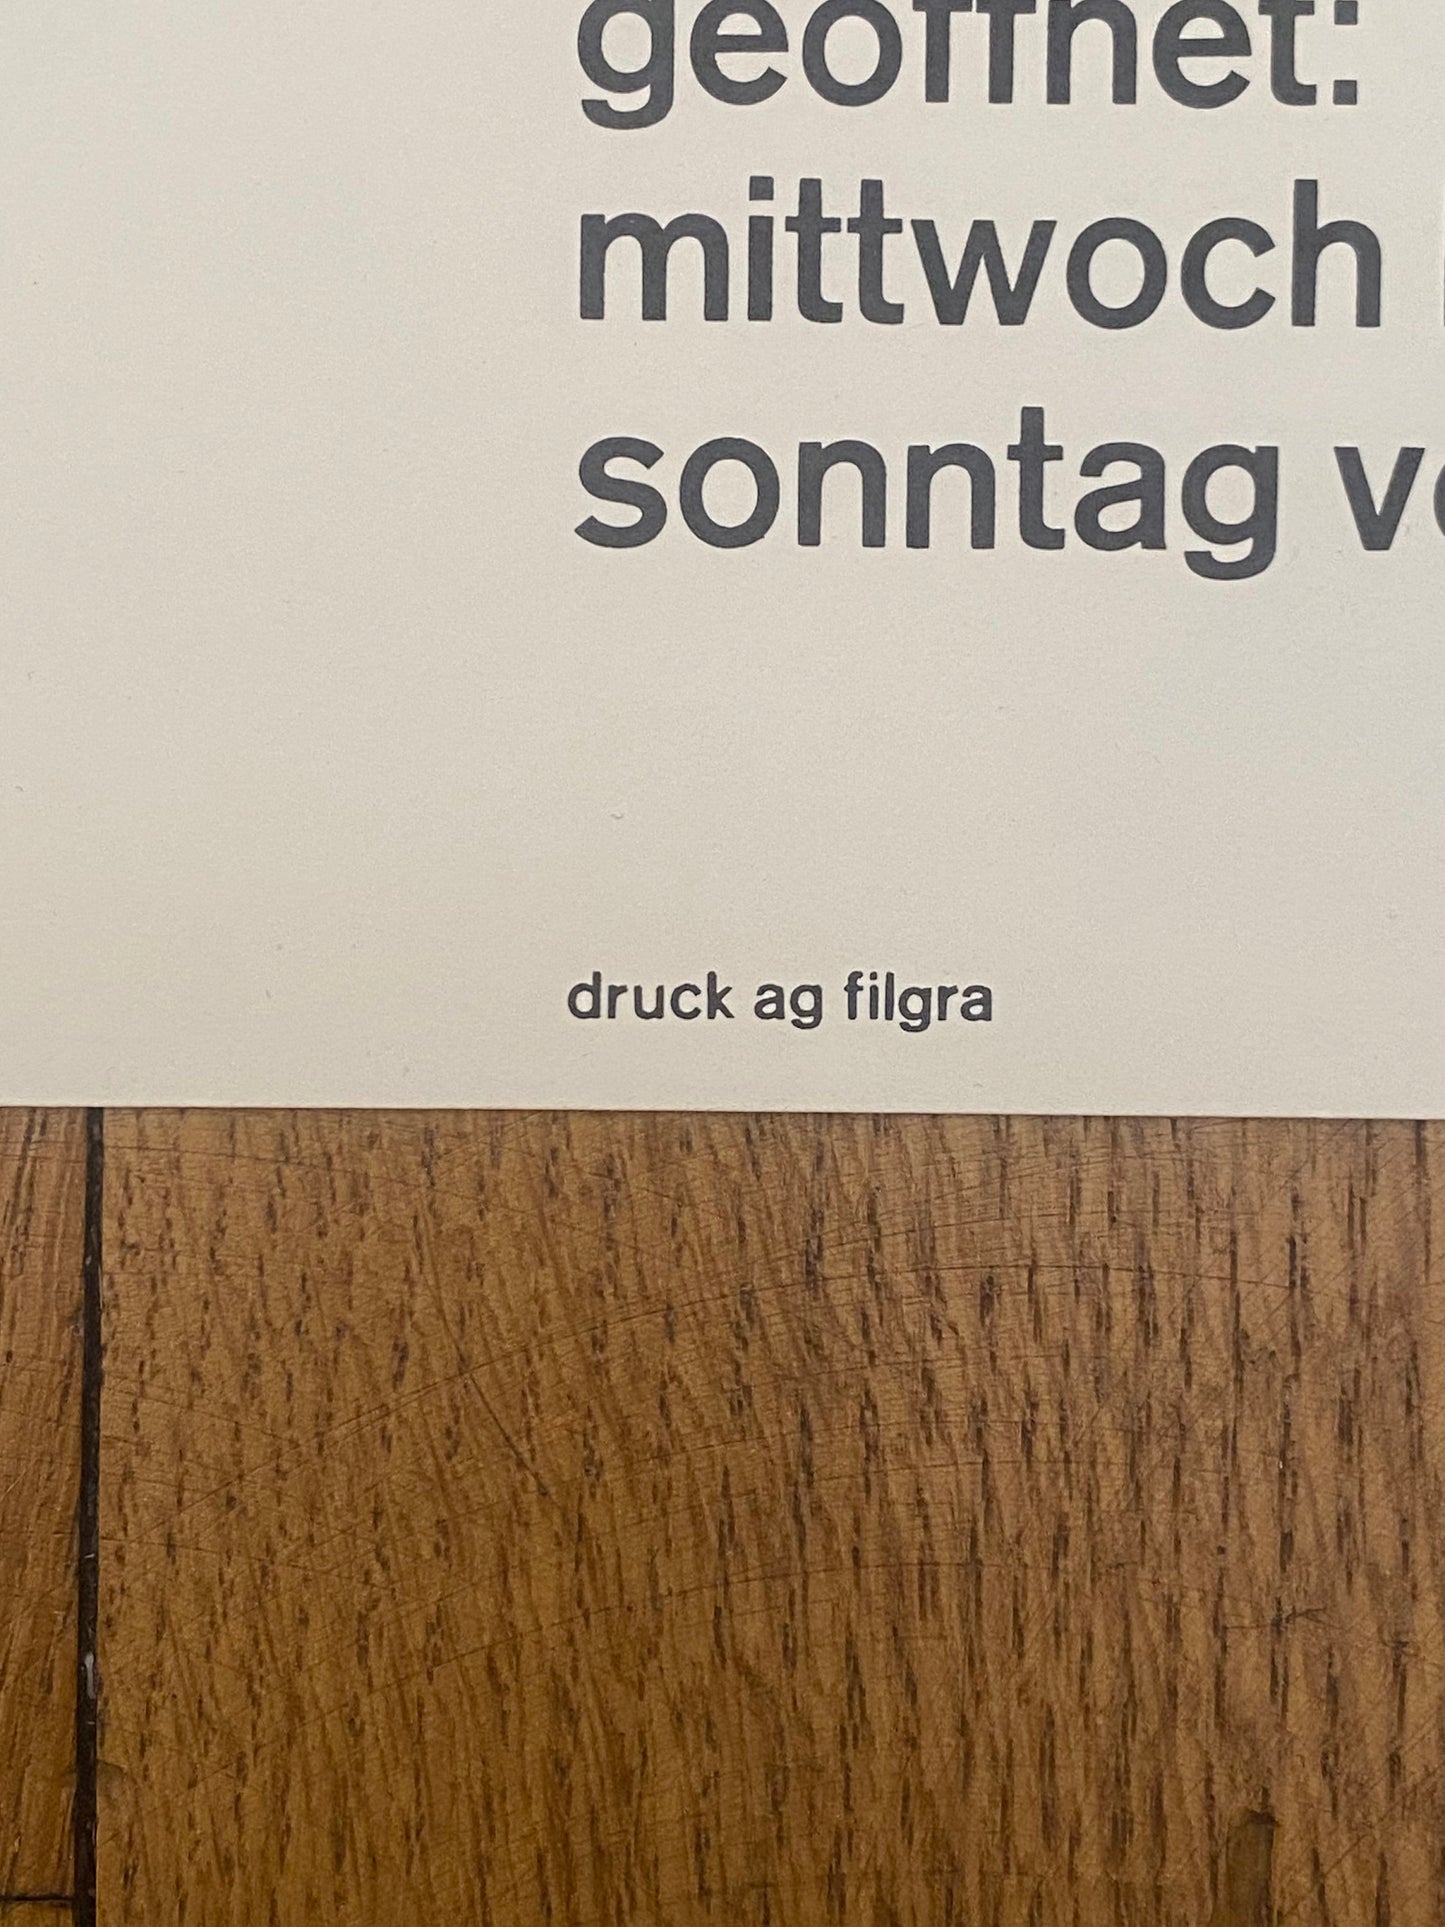 geöffnet:
mittwoch
sonntag
druck ag filgra